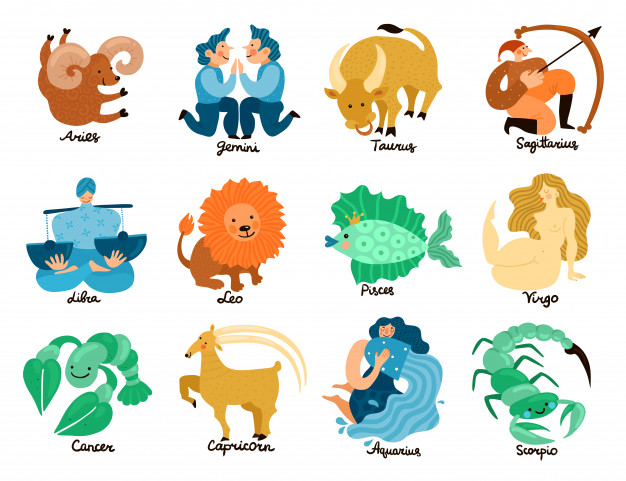 Aries
Gemini
Taurus
Sagittarius
Libra
Leo
Pisces
Virgo
Cancer
Capricorn
Aquarius
Scorpio